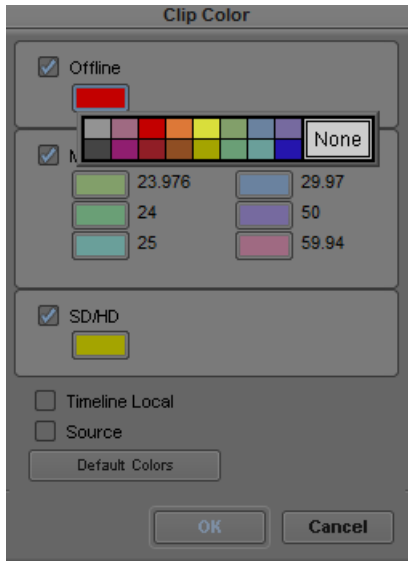 Clip Color
Offline
None
23.976 29.97
24 50
25 59.94
SD/HD
Timeline Local
Source
Default Colors
OK Cancel